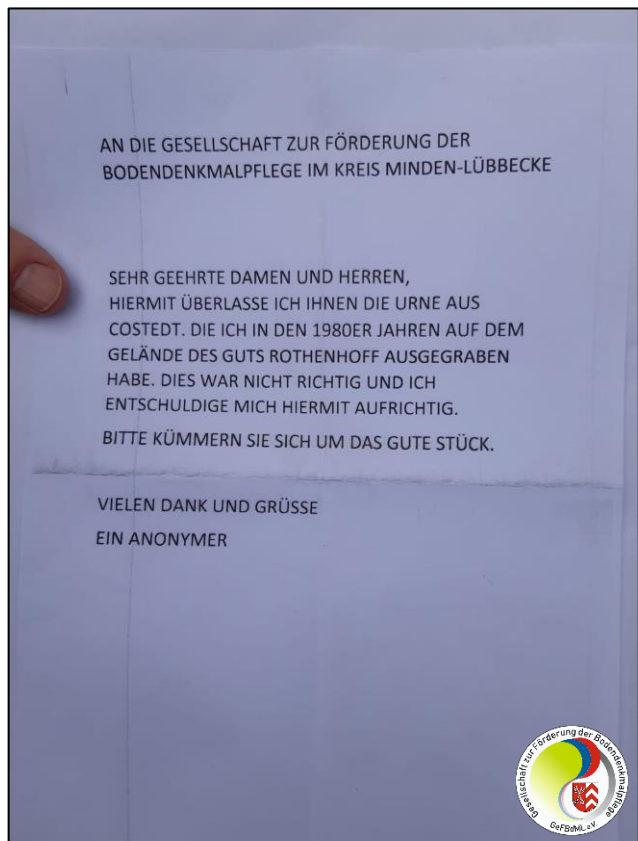 AN DIE GESELLSCHAFT ZUR FÖRDERUNG DER
BODENDENKMALPFLEGE IM KREIS MINDEN-LÜBBECKE
SEHR GEEHRTE DAMEN UND HERREN,
HIERMIT ÜBERLASSE ICH IHNEN DIE URNE AUS
COSTEDT. DIE ICH IN DEN 1980ER JAHREN AUF DEM
GELÄNDE DES GUTS ROTHENHOFF AUSGEGRABEN
HABE. DIES WAR NICHT RICHTIG UND ICH
ENTSCHULDIGE MICH HIERMIT AUFRICHTIG.
BITTE KÜMMERN SIE SICH UM DAS GUTE STÜCK.
VIELEN DANK UND GRÜSSE
EIN ANONYMER
Gesellschaft zur Förderung der Bodendenkmalpflege
GeFBdML e.V.